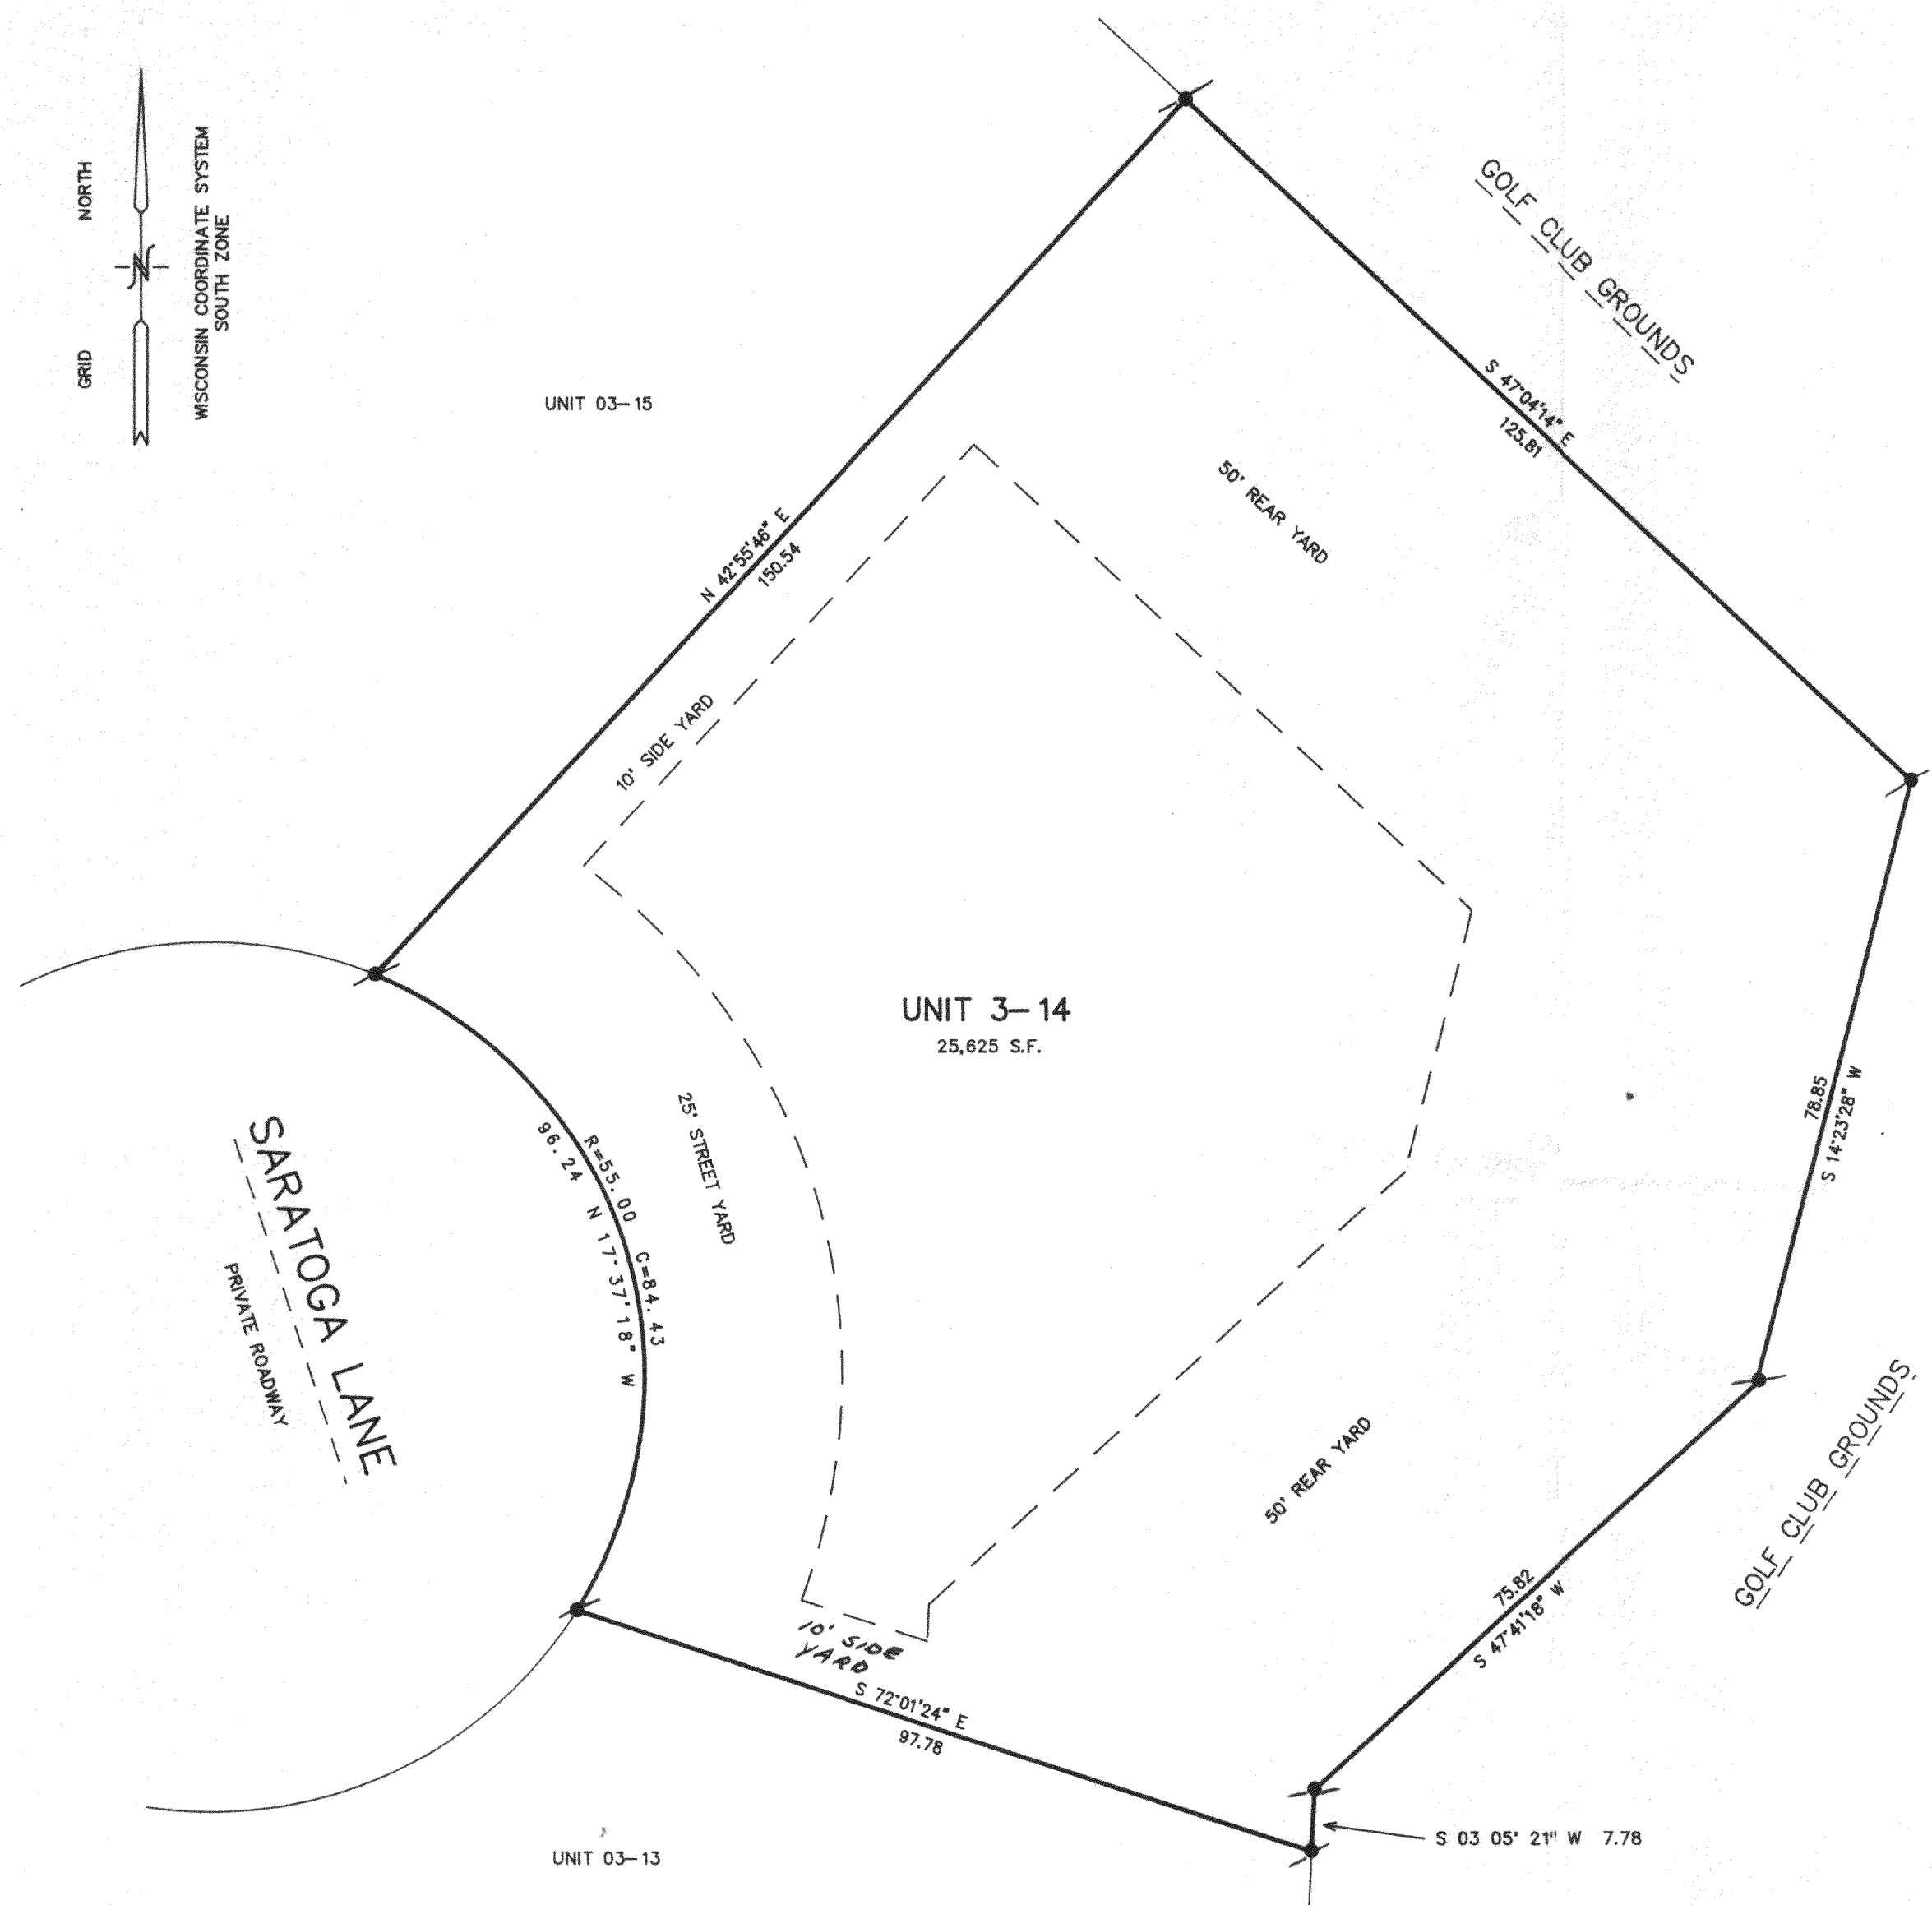 GRID NORTH
N
WISCONSIN COORDINATE SYSTEM
SOUTH ZONE
GOLF CLUB GROUNDS
S 47°04'14" E
125.81
UNIT 03-15
50' REAR YARD
N 42°55'46" E
150.54
10' SIDE YARD
UNIT 3-14
25,625 S.F.
78.85
S 14°23'28" W
25' STREET YARD
R=55.00 C=84.43
96.24 N 17-37'18" W
SARATOGA LANE
PRIVATE ROADWAY
50' REAR YARD
GOLF CLUB GROUNDS
75.82
S 47°41'18" W
10' SIDE
YARD
S 72°01'24" E
97.78
S 03 05' 21" W 7.78
UNIT 03-13